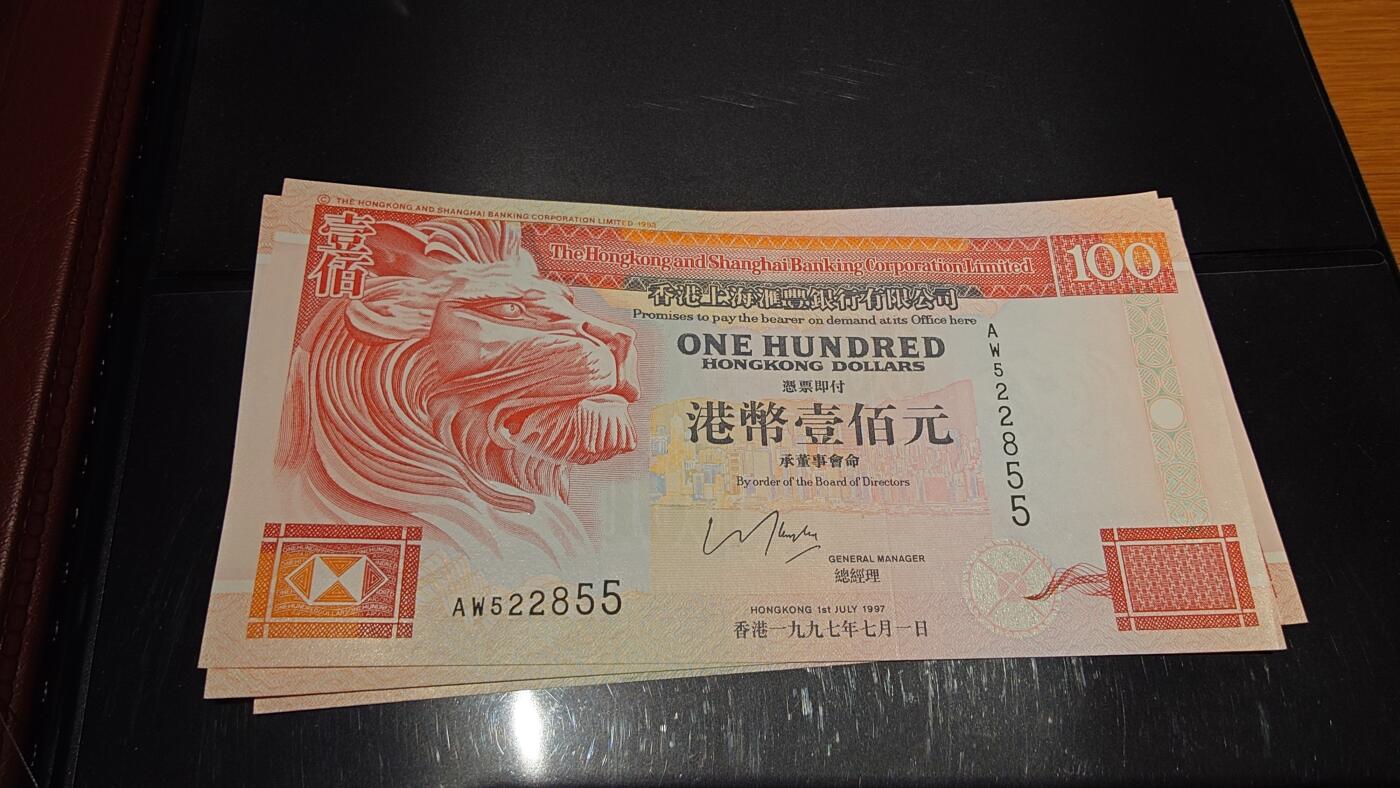 © THE HONGKONG AND SHANGHAI BANKING CORPORATION LIMITED 1993
壹佰
The Hongkong and Shanghai Banking Corporation Limited
100
香港上海滙豐銀行有限公司
Promises to pay the bearer on demand at its Office here
ONE HUNDRED
HONGKONG DOLLARS
憑票即付
港幣壹佰元
承董事會命
By order of the Board of Directors
AW522855
GENERAL MANAGER
總經理
AW522855
HONGKONG 1st JULY 1997
香港一九九七年七月一日